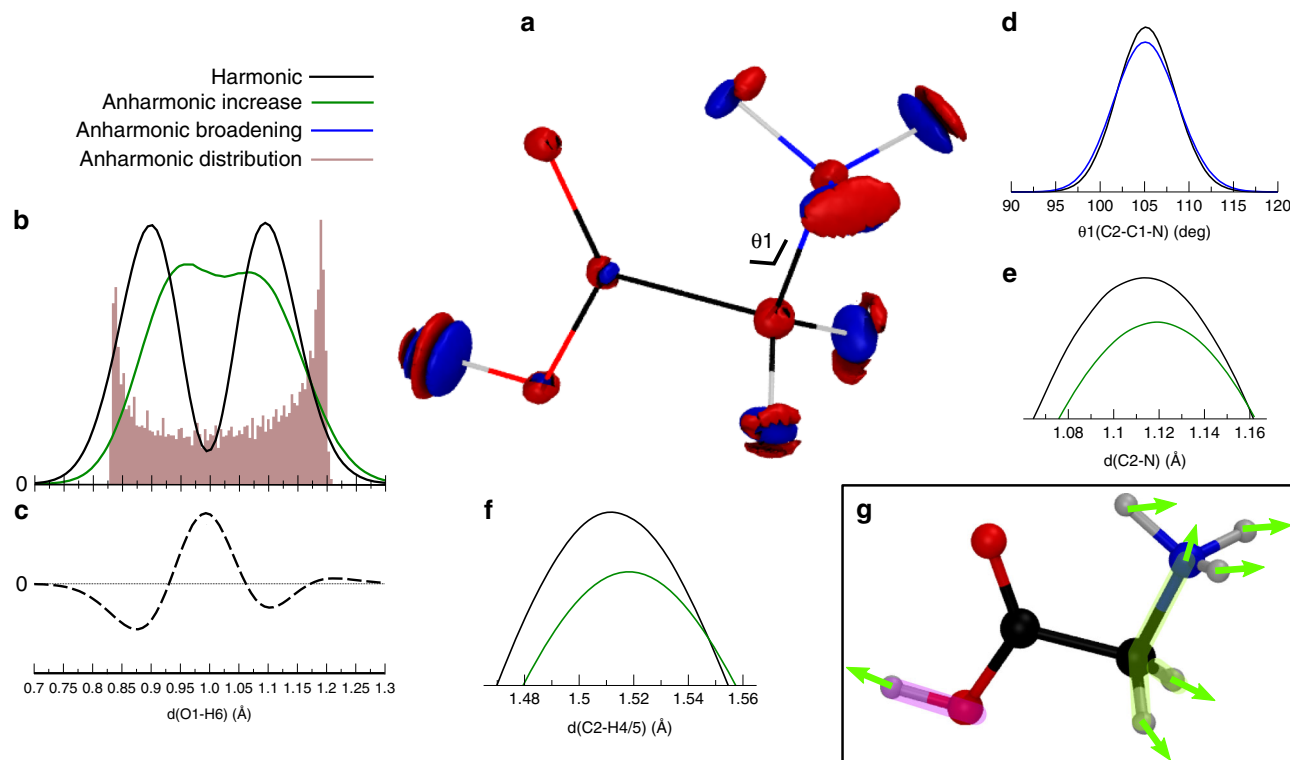 a
Harmonic
Anharmonic increase
Anharmonic broadening
Anharmonic distribution
θ1
b
0
c
0
0.7 0.75 0.8 0.85 0.9 0.95 1.0 1.05 1.1 1.15 1.2 1.25 1.3
d(O1-H6) (Å)
d
90 95 100 105 110 115 120
θ1(C2-C1-N) (deg)
e
1.08 1.1 1.12 1.14 1.16
d(C2-N) (Å)
f
1.48 1.5 1.52 1.54 1.56
d(C2-H4/5) (Å)
g